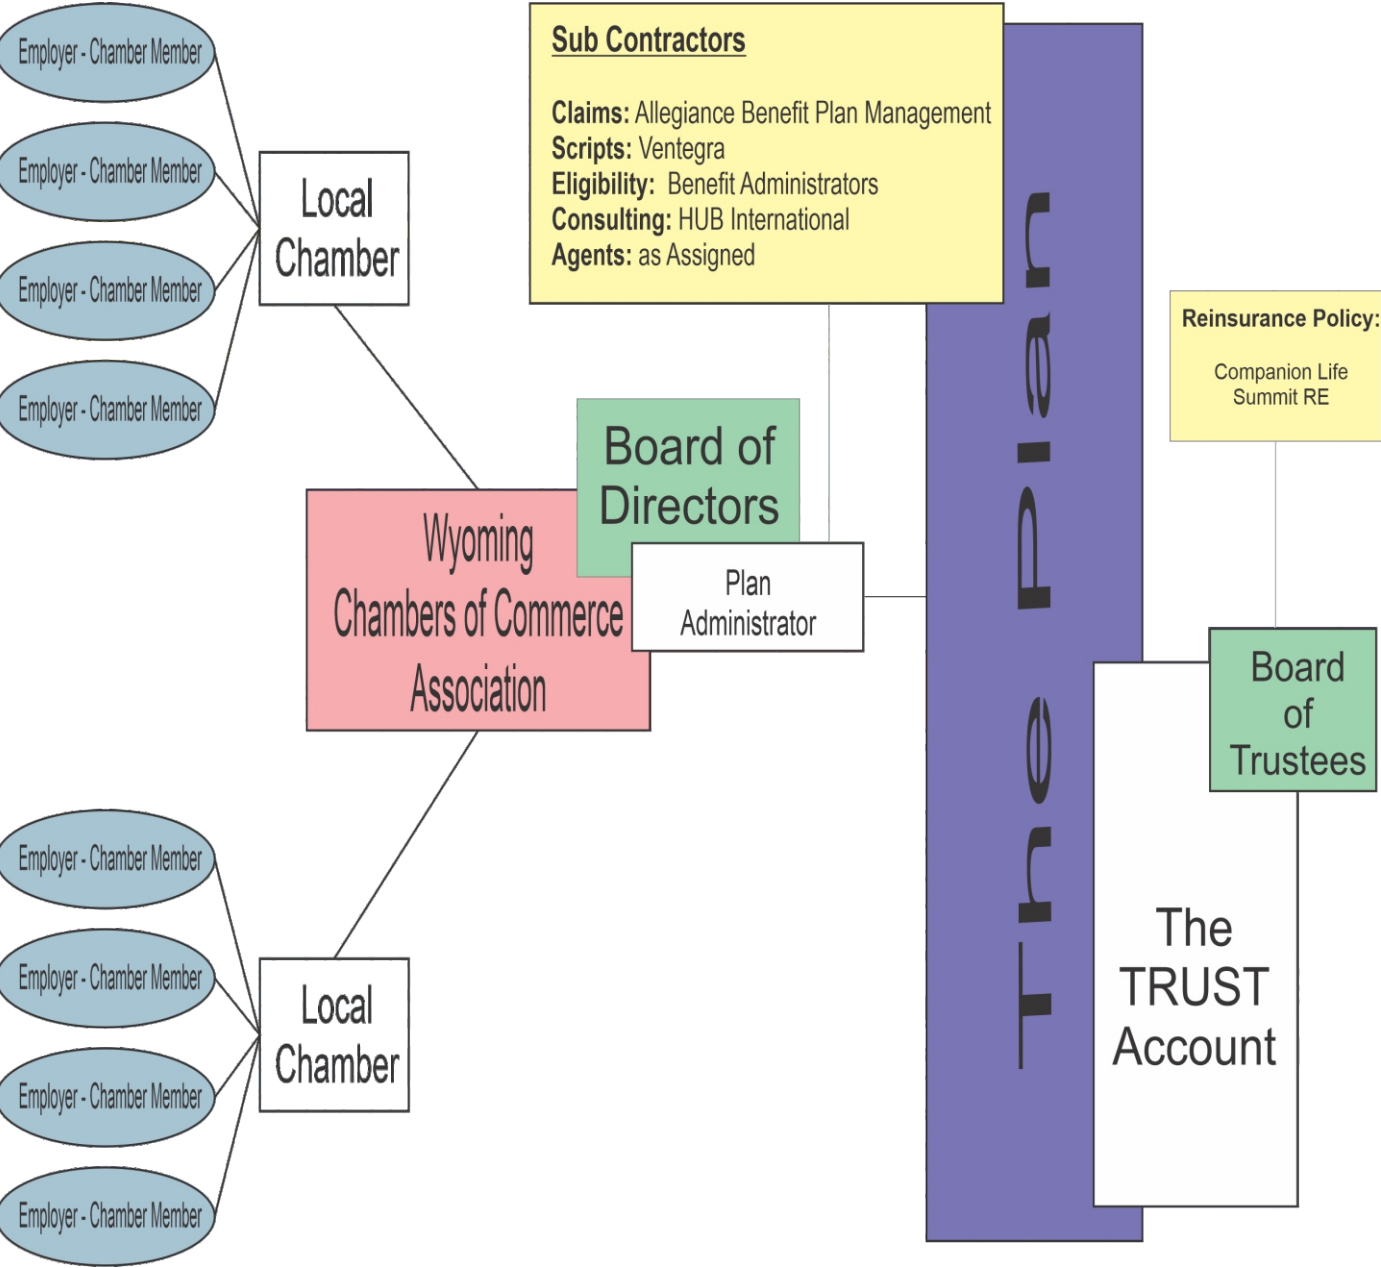 Employer - Chamber Member
Employer - Chamber Member
Employer - Chamber Member
Employer - Chamber Member
Local
Chamber
Sub Contractors
Claims: Allegiance Benefit Plan Management
Scripts: Ventegra
Eligibility: Benefit Administrators
Consulting: HUB International
Agents: as Assigned
The Plan
Reinsurance Policy:
Companion Life
Summit RE
Board of
Directors
Wyoming
Chambers of Commerce
Association
Plan
Administrator
Board
of
Trustees
The
TRUST
Account
Employer - Chamber Member
Employer - Chamber Member
Employer - Chamber Member
Employer - Chamber Member
Local
Chamber